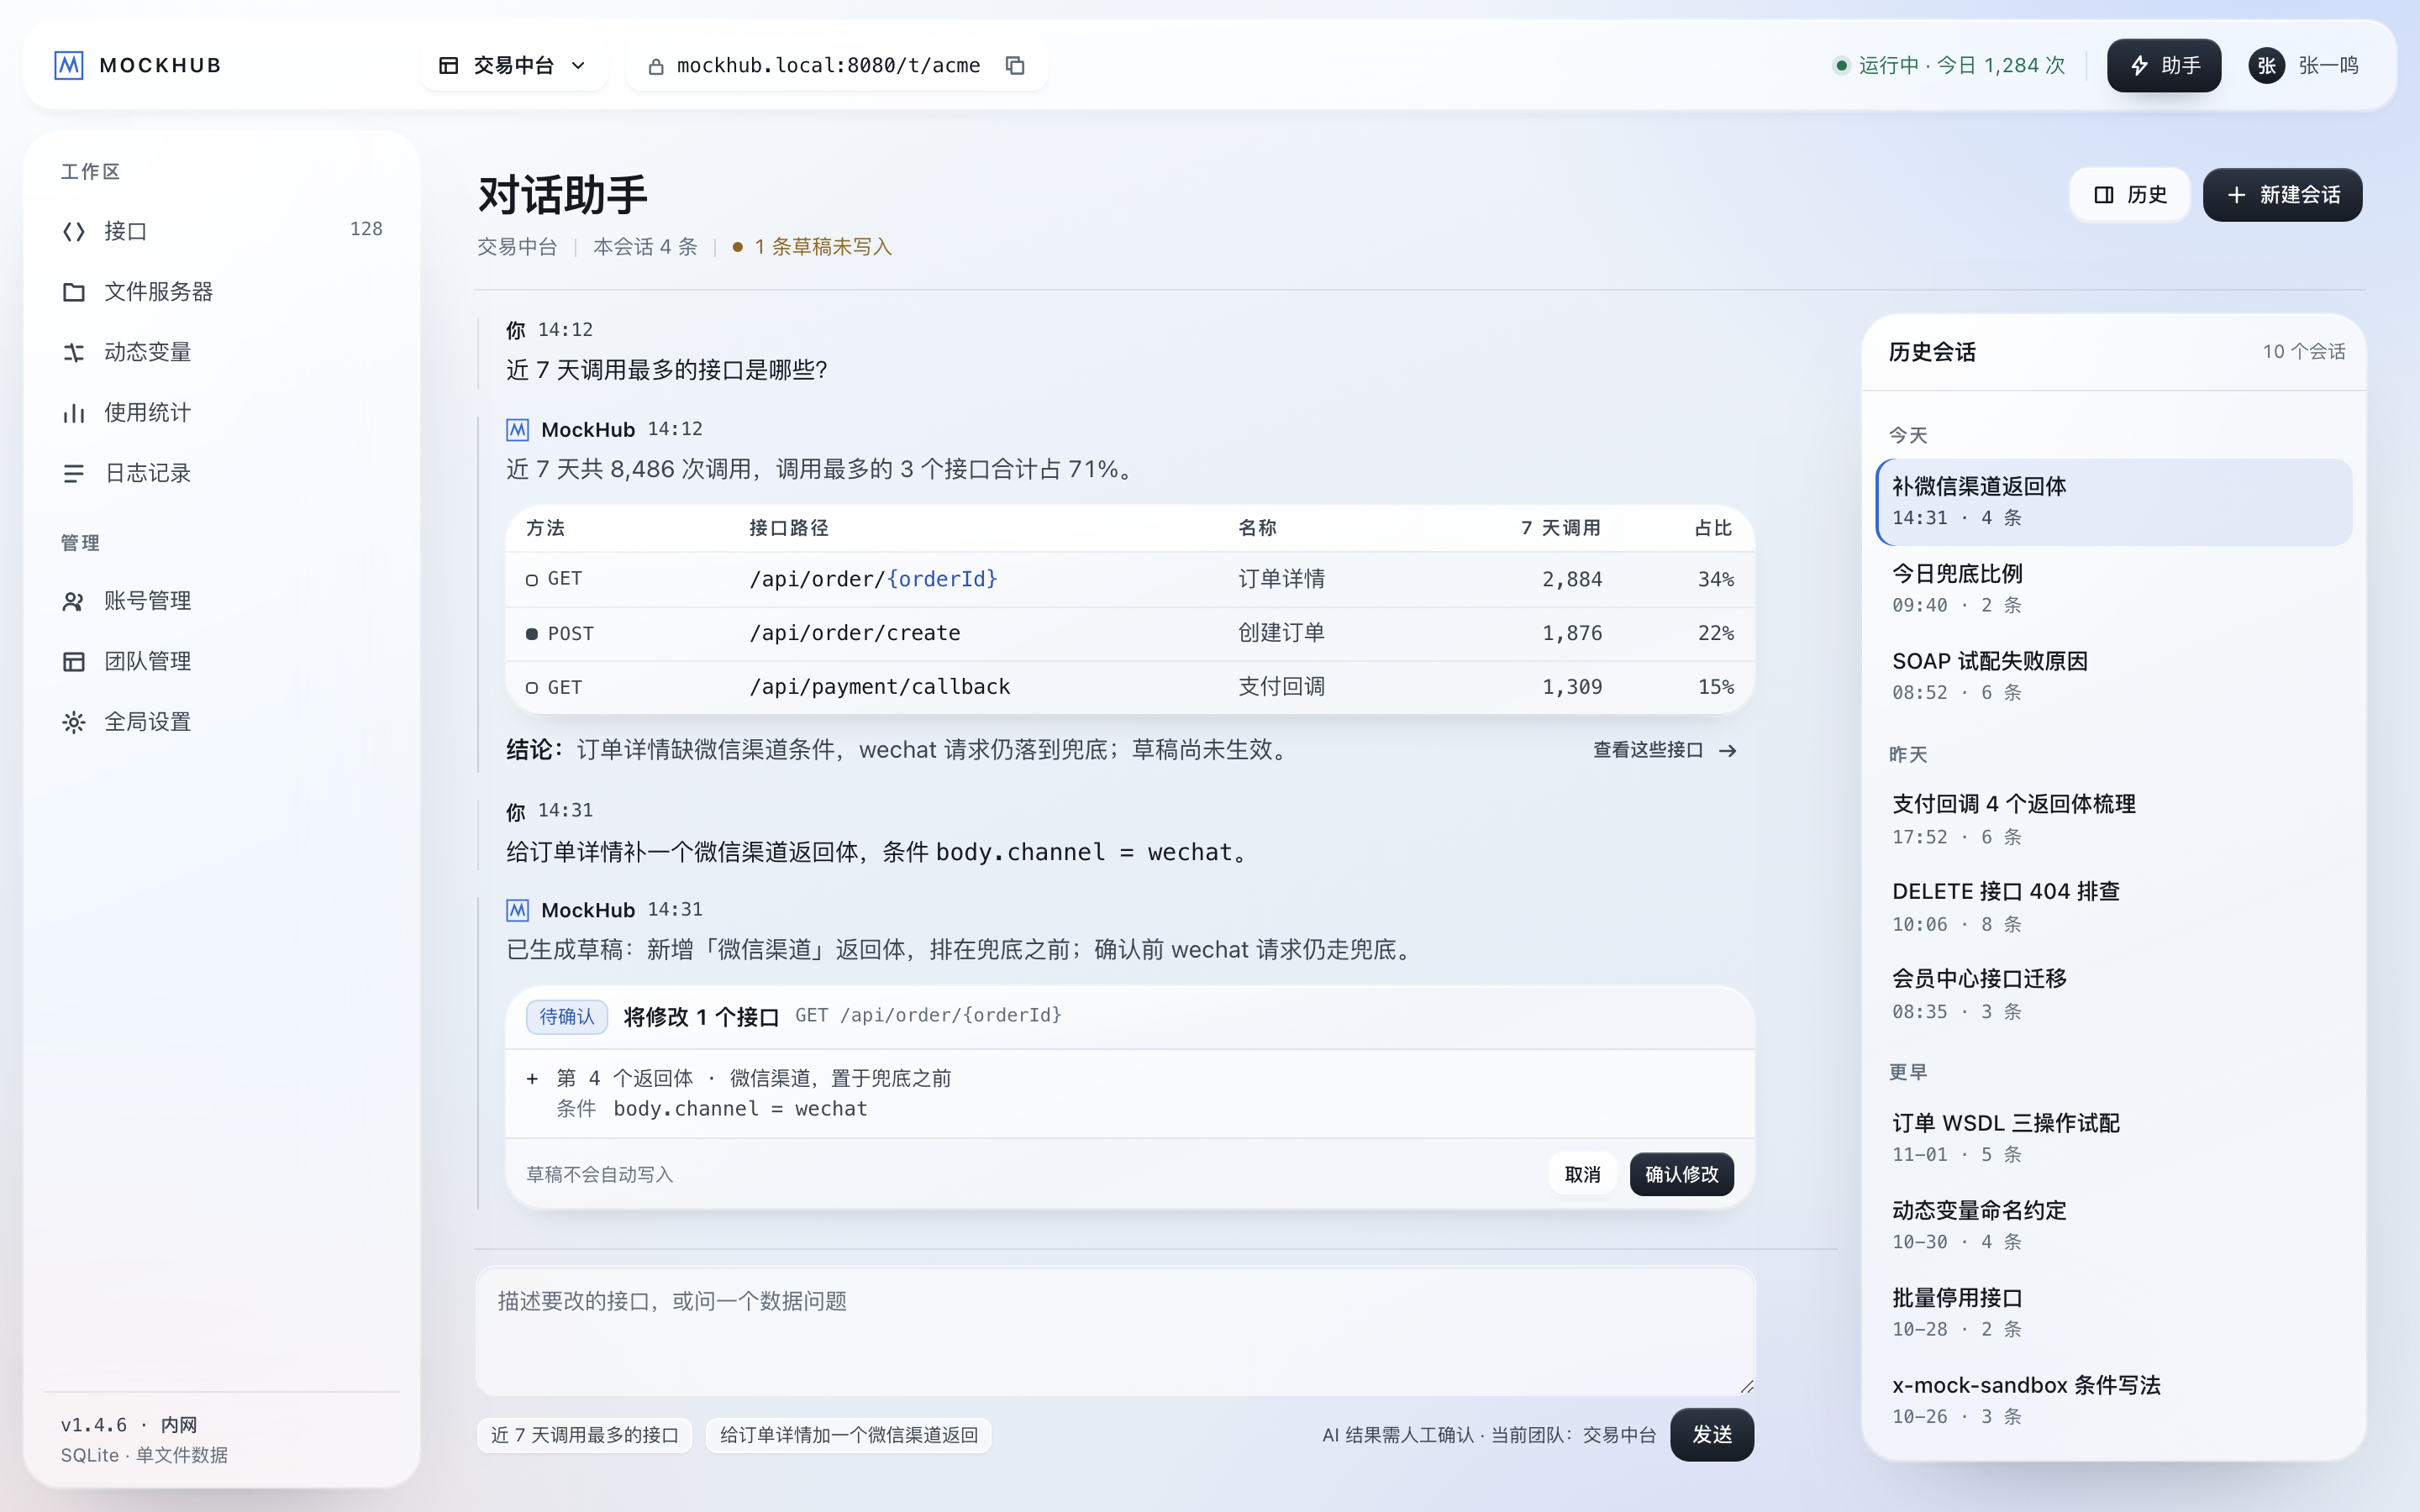 MOCKHUB
交易中台
mockhub.local:8080/t/acme
运行中 · 今日 1,284 次
助手
张 张一鸣
工作区
接口 128
文件服务器
动态变量
使用统计
日志记录
管理
账号管理
团队管理
全局设置
v1.4.6 · 内网
SQLite · 单文件数据
对话助手
历史
新建会话
交易中台 | 本会话 4 条 | 1 条草稿未写入
你 14:12
近 7 天调用最多的接口是哪些?
MockHub 14:12
近 7 天共 8,486 次调用，调用最多的 3 个接口合计占 71%。
方法 接口路径 名称 7 天调用 占比
GET /api/order/{orderId} 订单详情 2,884 34%
POST /api/order/create 创建订单 1,876 22%
GET /api/payment/callback 支付回调 1,309 15%
结论：订单详情缺微信渠道条件，wechat 请求仍落到兜底；草稿尚未生效。
查看这些接口 →
你 14:31
给订单详情补一个微信渠道返回体，条件 body.channel = wechat。
MockHub 14:31
已生成草稿：新增「微信渠道」返回体，排在兜底之前；确认前 wechat 请求仍走兜底。
待确认 将修改 1 个接口 GET /api/order/{orderId}
+ 第 4 个返回体 · 微信渠道，置于兜底之前
条件 body.channel = wechat
草稿不会自动写入
取消
确认修改
描述要改的接口，或问一个数据问题
近 7 天调用最多的接口
给订单详情加一个微信渠道返回
AI 结果需人工确认 · 当前团队：交易中台
发送
历史会话 10 个会话
今天
补微信渠道返回体
14:31 · 4 条
今日兜底比例
09:40 · 2 条
SOAP 试配失败原因
08:52 · 6 条
昨天
支付回调 4 个返回体梳理
17:52 · 6 条
DELETE 接口 404 排查
10:06 · 8 条
会员中心接口迁移
08:35 · 3 条
更早
订单 WSDL 三操作试配
11-01 · 5 条
动态变量命名约定
10-30 · 4 条
批量停用接口
10-28 · 2 条
x-mock-sandbox 条件写法
10-26 · 3 条